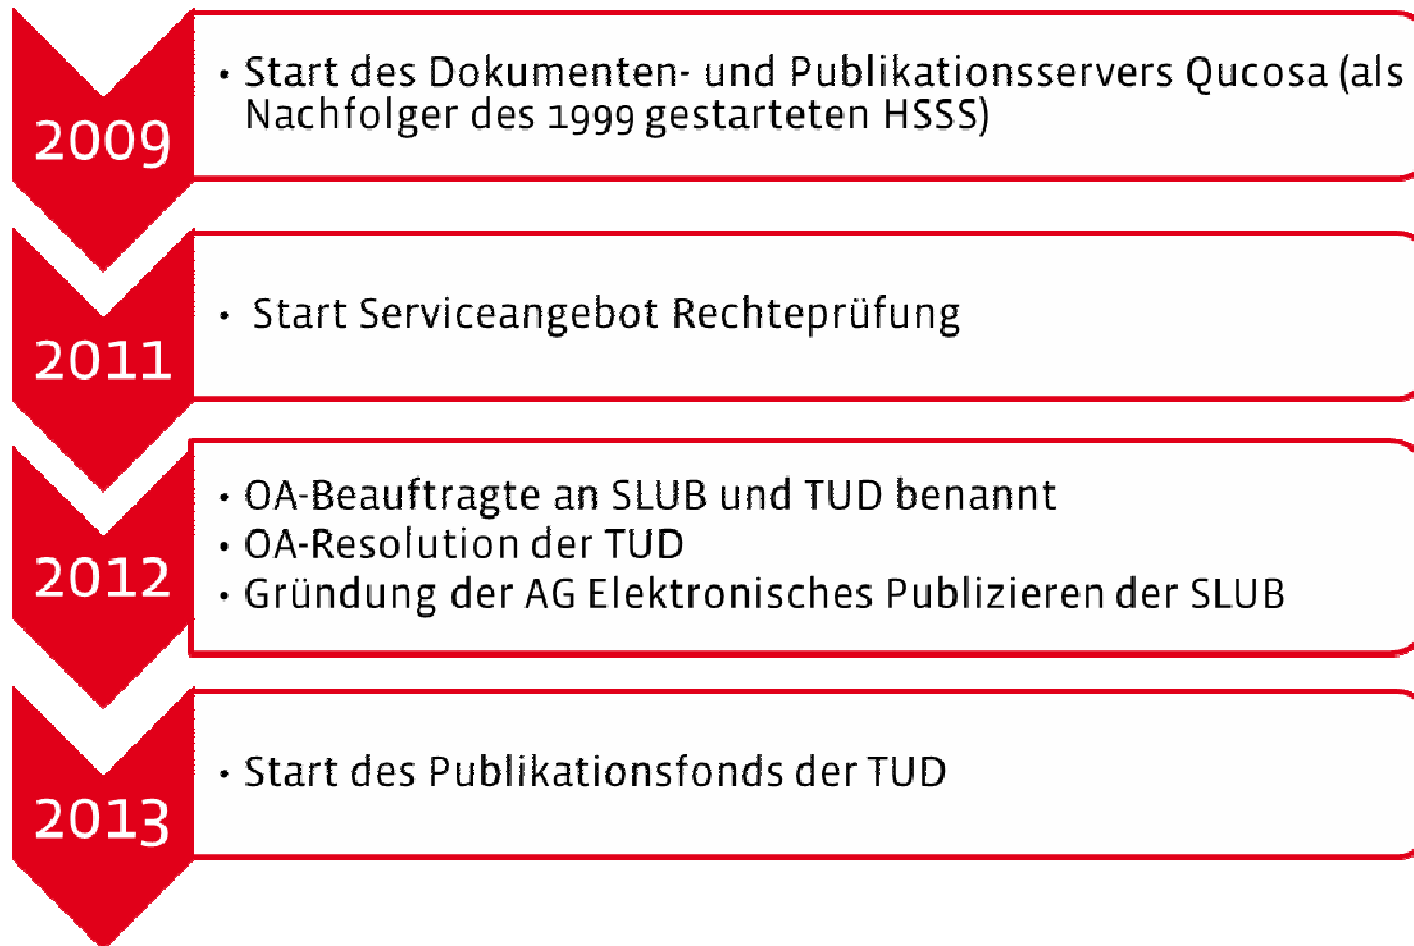 2009
• Start des Dokumenten- und Publikationsservers Qucosa (als
Nachfolger des 1999 gestarteten HSSS)
2011
• Start Serviceangebot Rechteprüfung
2012
• OA-Beauftragte an SLUB und TUD benannt
• OA-Resolution der TUD
• Gründung der AG Elektronisches Publizieren der SLUB
2013
• Start des Publikationsfonds der TUD